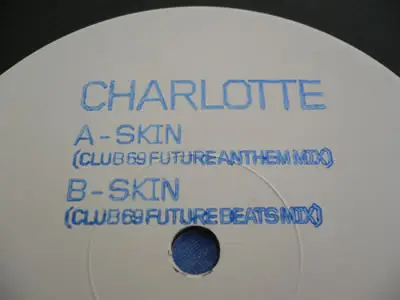 CHARLOTTE
A-SKIN
(CLUB 69 FUTURE ANTHEM MIX)
B-SKIN
(CLUB 69 FUTURE BEATS MIX)